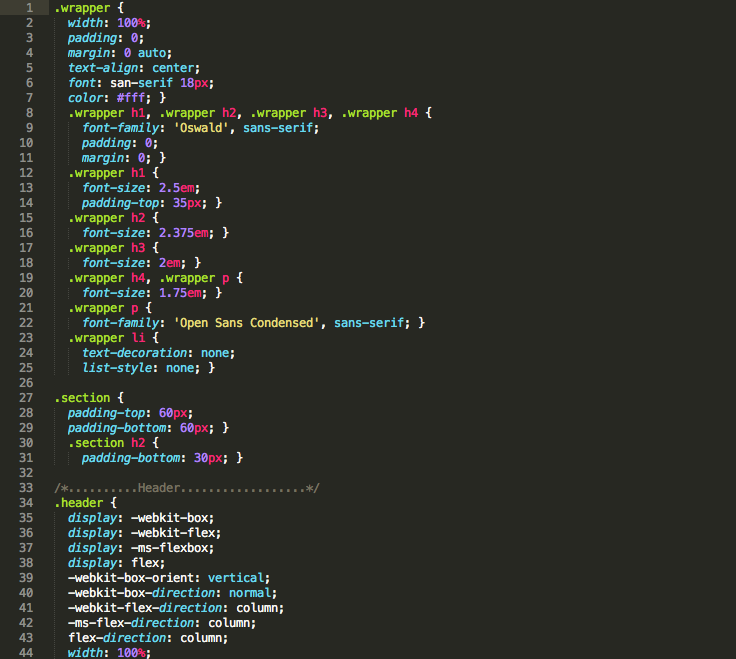 1 .wrapper {
2 width: 100%;
3 padding: 0;
4 margin: 0 auto;
5 text-align: center;
6 font: san-serif 18px;
7 color: #fff; }
8 .wrapper h1, .wrapper h2, .wrapper h3, .wrapper h4 {
9 font-family: 'Oswald', sans-serif;
10 padding: 0;
11 margin: 0; }
12 .wrapper h1 {
13 font-size: 2.5em;
14 padding-top: 35px; }
15 .wrapper h2 {
16 font-size: 2.375em; }
17 .wrapper h3 {
18 font-size: 2em; }
19 .wrapper h4, .wrapper p {
20 font-size: 1.75em; }
21 .wrapper p {
22 font-family: 'Open Sans Condensed', sans-serif; }
23 .wrapper li {
24 text-decoration: none;
25 list-style: none; }
26
27 .section {
28 padding-top: 60px;
29 padding-bottom: 60px; }
30 .section h2 {
31 padding-bottom: 30px; }
32
33 /*..........Header..................*/
34 .header {
35 display: -webkit-box;
36 display: -webkit-flex;
37 display: -ms-flexbox;
38 display: flex;
39 -webkit-box-orient: vertical;
40 -webkit-box-direction: normal;
41 -webkit-flex-direction: column;
42 -ms-flex-direction: column;
43 flex-direction: column;
44 width: 100%;